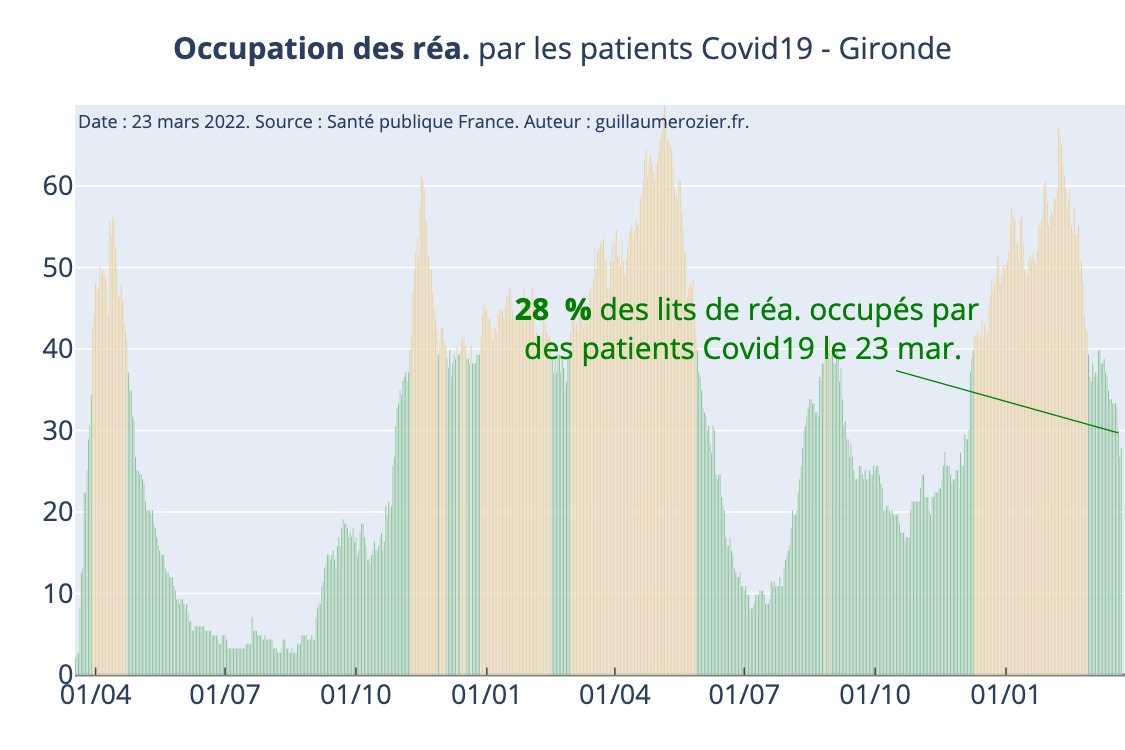 Occupation des réa. par les patients Covid19 - Gironde
Date : 23 mars 2022. Source : Santé publique France. Auteur : guillaumerozier.fr.
60
50
28 % des lits de réa. occupés par
des patients Covid19 le 23 mar.
40
30
20
10
0
01/04 01/07 01/10 01/01 01/04 01/07 01/10 01/01